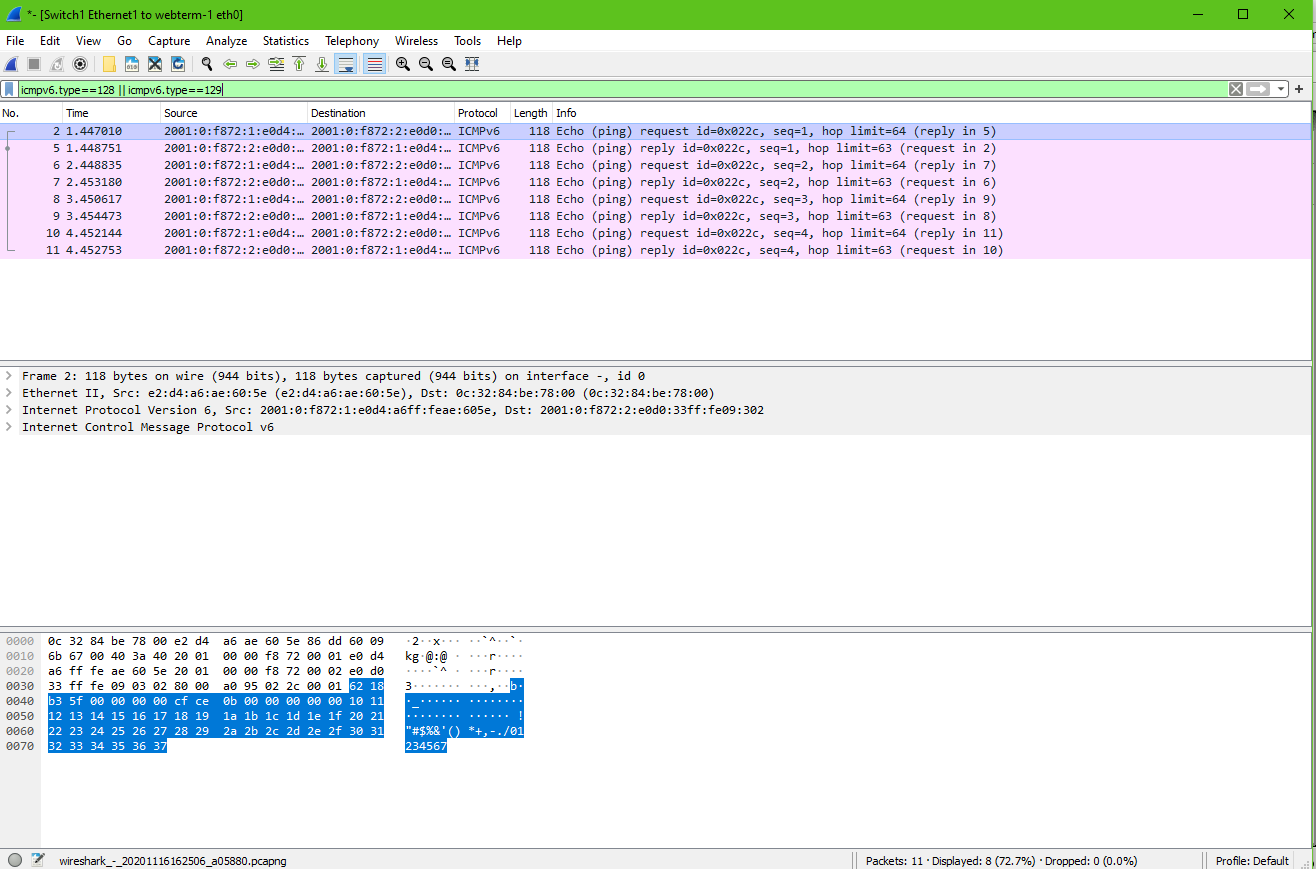 *- [Switch1 Ethernet1 to webterm-1 eth0]
File Edit View Go Capture Analyze Statistics Telephony Wireless Tools Help
icmpv6.type==128 || icmpv6.type==129
No. Time Source Destination Protocol Length Info
2 1.447010 2001:0:f872:1:e0d4:… 2001:0:f872:2:e0d0:… ICMPv6 118 Echo (ping) request id=0x022c, seq=1, hop limit=64 (reply in 5)
5 1.448751 2001:0:f872:2:e0d0:… 2001:0:f872:1:e0d4:… ICMPv6 118 Echo (ping) reply id=0x022c, seq=1, hop limit=63 (request in 2)
6 2.448835 2001:0:f872:1:e0d4:… 2001:0:f872:2:e0d0:… ICMPv6 118 Echo (ping) request id=0x022c, seq=2, hop limit=64 (reply in 7)
7 2.453180 2001:0:f872:2:e0d0:… 2001:0:f872:1:e0d4:… ICMPv6 118 Echo (ping) reply id=0x022c, seq=2, hop limit=63 (request in 6)
8 3.450617 2001:0:f872:1:e0d4:… 2001:0:f872:2:e0d0:… ICMPv6 118 Echo (ping) request id=0x022c, seq=3, hop limit=64 (reply in 9)
9 3.454473 2001:0:f872:2:e0d0:… 2001:0:f872:1:e0d4:… ICMPv6 118 Echo (ping) reply id=0x022c, seq=3, hop limit=63 (request in 8)
10 4.452144 2001:0:f872:1:e0d4:… 2001:0:f872:2:e0d0:… ICMPv6 118 Echo (ping) request id=0x022c, seq=4, hop limit=64 (reply in 11)
11 4.452753 2001:0:f872:2:e0d0:… 2001:0:f872:1:e0d4:… ICMPv6 118 Echo (ping) reply id=0x022c, seq=4, hop limit=63 (request in 10)
Frame 2: 118 bytes on wire (944 bits), 118 bytes captured (944 bits) on interface -, id 0
Ethernet II, Src: e2:d4:a6:ae:60:5e (e2:d4:a6:ae:60:5e), Dst: 0c:32:84:be:78:00 (0c:32:84:be:78:00)
Internet Protocol Version 6, Src: 2001:0:f872:1:e0d4:a6ff:feae:605e, Dst: 2001:0:f872:2:e0d0:33ff:fe09:302
Internet Control Message Protocol v6
0000 0c 32 84 be 78 00 e2 d4 a6 ae 60 5e 86 dd 60 09 ·2··x··· ··`^··`·
0010 6b 67 00 40 3a 40 20 01 00 00 f8 72 00 01 e0 d4 kg·@:@ · ···r····
0020 a6 ff fe ae 60 5e 20 01 00 00 f8 72 00 02 e0 d0 ····`^ · ···r····
0030 33 ff fe 09 03 02 80 00 a0 95 02 2c 00 01 62 18 3······· ···,··b·
0040 b3 5f 00 00 00 00 cf ce 0b 00 00 00 00 00 10 11 ·_······ ········
0050 12 13 14 15 16 17 18 19 1a 1b 1c 1d 1e 1f 20 21 ········ ······ !
0060 22 23 24 25 26 27 28 29 2a 2b 2c 2d 2e 2f 30 31 "#$%&'() *+,-./01
0070 32 33 34 35 36 37 234567
wireshark_-_20201116162506_a05880.pcapng Packets: 11 · Displayed: 8 (72.7%) · Dropped: 0 (0.0%) Profile: Default